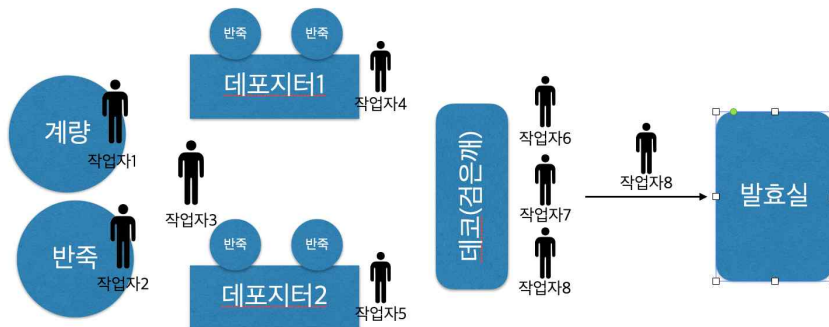 반죽
반죽
데포지터1
작업자4
계량
작업자1
작업자3
반죽
작업자2
반죽
반죽
데포지터2
작업자5
데코(검은깨)
작업자6
작업자7
작업자8
작업자8
발효실